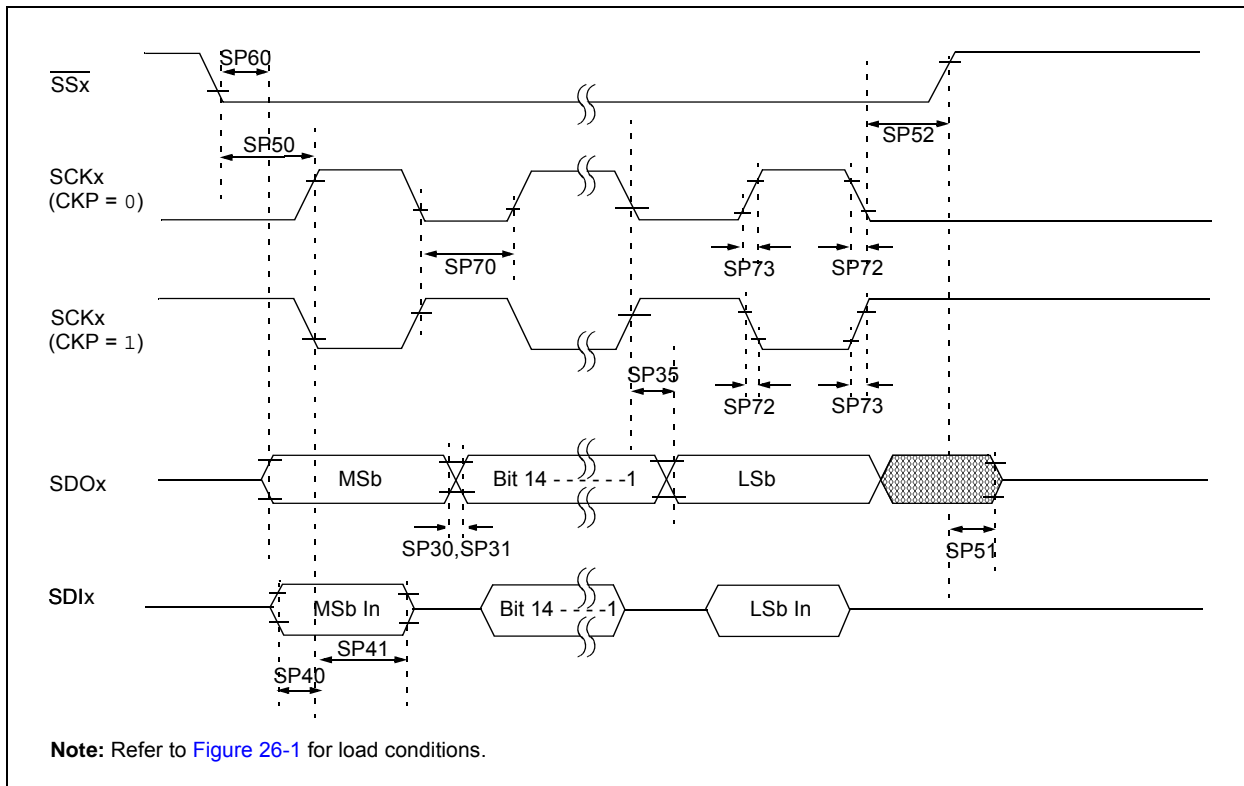 SP60
SSx
SP50
SP52
SCKx
(CKP = 0)
SP70
SP73
SP72
SCKx
(CKP = 1)
SP35
SP72
SP73
SDOx
MSb
Bit 14 - - - - - -1
LSb
SP30,SP31
SP51
SDIx
MSb In
Bit 14 - - - -1
LSb In
SP41
SP40
Note: Refer to Figure 26-1 for load conditions.